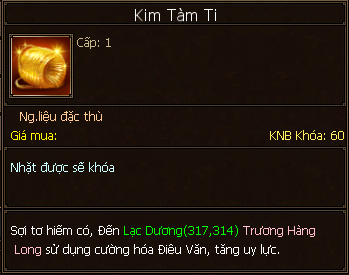 Kim Tàm Ti
Cấp: 1
Ng.liệu đặc thù
Giá mua: KNB Khóa: 60
Nhặt được sẽ khóa
Sợi tơ hiếm có, Đến Lạc Dương(317,314) Trương Hàng
Long sử dụng cường hóa Điêu Văn, tăng uy lực.